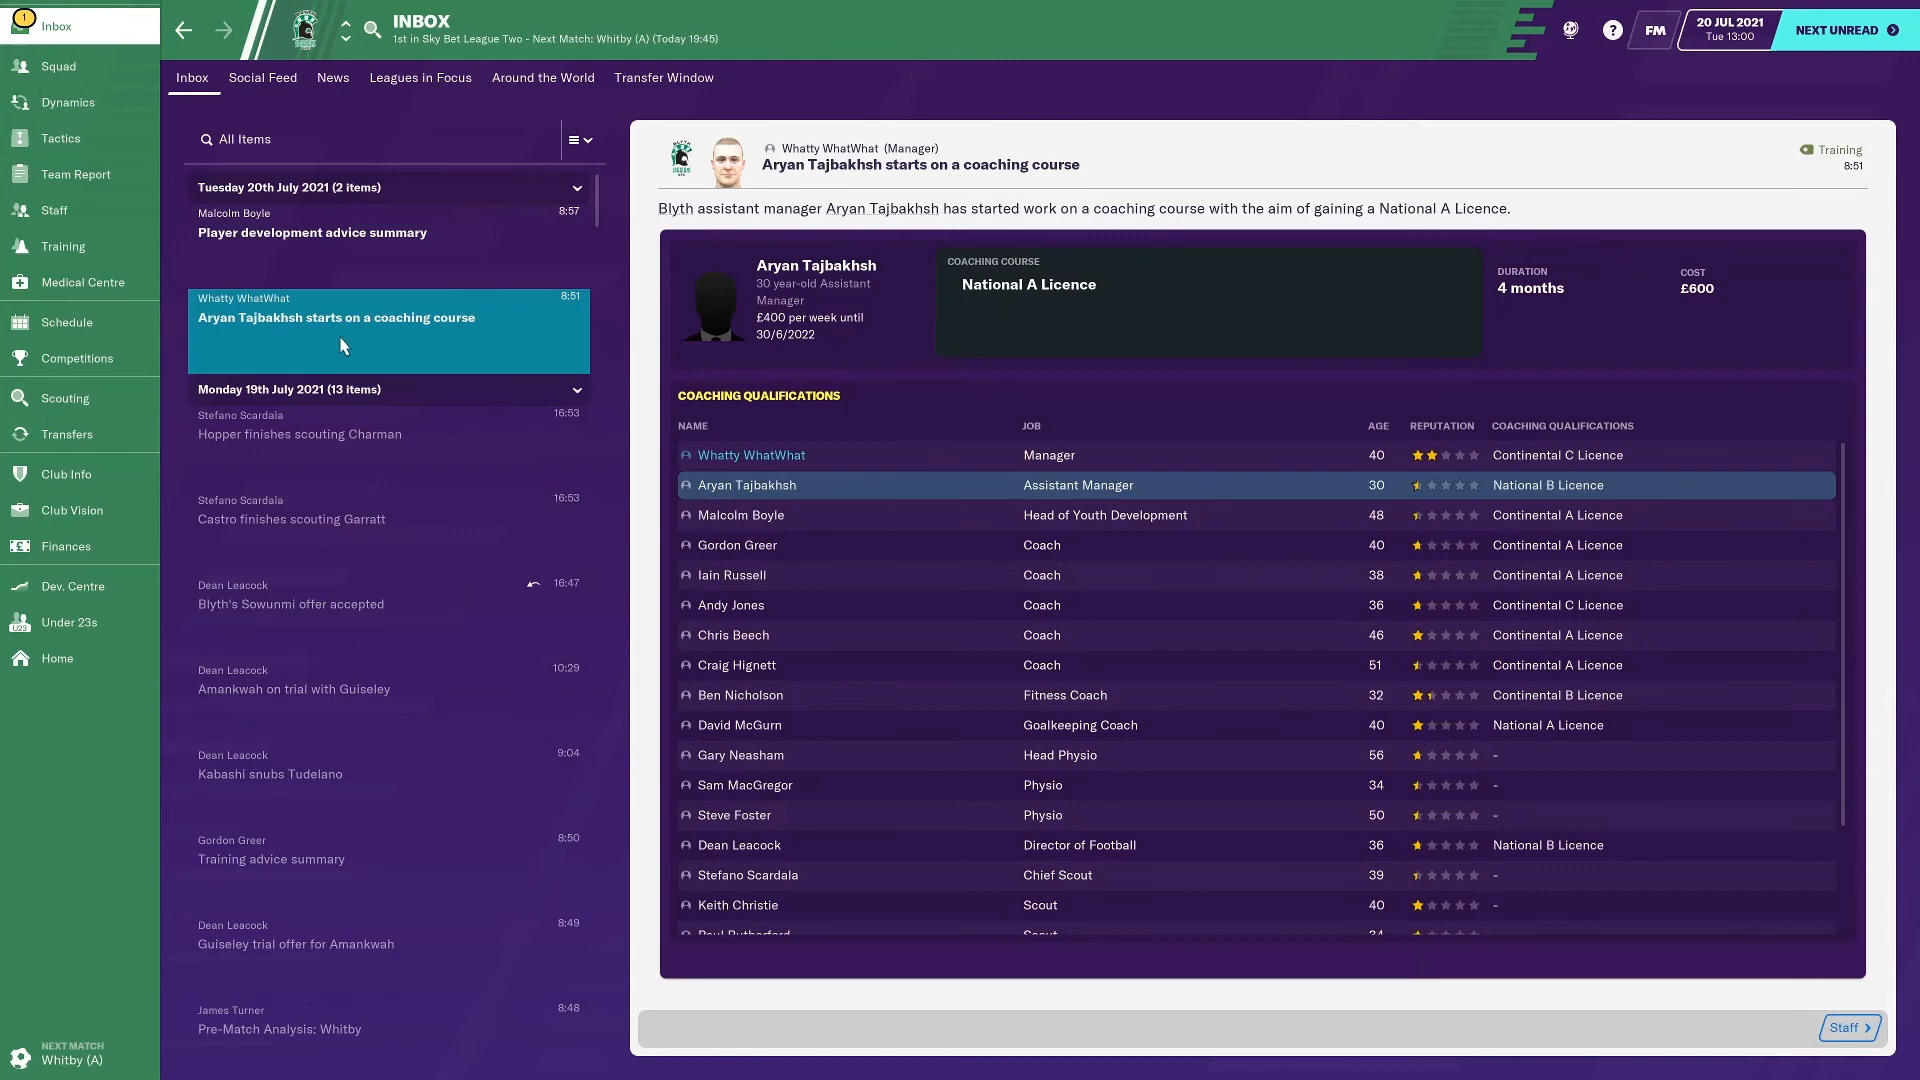 1
Inbox
Squad
Dynamics
Tactics
Team Report
Staff
Training
Medical Centre
Schedule
Competitions
Scouting
Transfers
Club Info
Club Vision
Finances
Dev. Centre
U23
Under 23s
Home
NEXT MATCH
Whitby (A)
INBOX
1st in Sky Bet League Two - Next Match: Whitby (A) (Today 19:45)
?
FM
20 JUL 2021
Tue 13:00
NEXT UNREAD
Inbox Social Feed News Leagues in Focus Around the World Transfer Window
All Items
Tuesday 20th July 2021 (2 items)
Malcolm Boyle 8:57
Player development advice summary
Whatty WhatWhat 8:51
Aryan Tajbakhsh starts on a coaching course
Monday 19th July 2021 (13 items)
Stefano Scardala 16:53
Hopper finishes scouting Charman
Stefano Scardala 16:53
Castro finishes scouting Garratt
Dean Leacock 16:47
Blyth's Sowunmi offer accepted
Dean Leacock 10:29
Amankwah on trial with Guiseley
Dean Leacock 9:04
Kabashi snubs Tudelano
Gordon Greer 8:50
Training advice summary
Dean Leacock 8:49
Guiseley trial offer for Amankwah
James Turner 8:48
Pre-Match Analysis: Whitby
Whatty WhatWhat (Manager)
Aryan Tajbakhsh starts on a coaching course
Training
8:51
Blyth assistant manager Aryan Tajbakhsh has started work on a coaching course with the aim of gaining a National A Licence.
Aryan Tajbakhsh
30 year-old Assistant
Manager
£400 per week until
30/6/2022
COACHING COURSE
National A Licence
DURATION
4 months
COST
£600
COACHING QUALIFICATIONS
NAME JOB AGE REPUTATION COACHING QUALIFICATIONS
Whatty WhatWhat Manager 40 Continental C Licence
Aryan Tajbakhsh Assistant Manager 30 National B Licence
Malcolm Boyle Head of Youth Development 48 Continental A Licence
Gordon Greer Coach 40 Continental A Licence
Iain Russell Coach 38 Continental A Licence
Andy Jones Coach 36 Continental C Licence
Chris Beech Coach 46 Continental A Licence
Craig Hignett Coach 51 Continental A Licence
Ben Nicholson Fitness Coach 32 Continental B Licence
David McGurn Goalkeeping Coach 40 National A Licence
Gary Neasham Head Physio 56 -
Sam MacGregor Physio 34 -
Steve Foster Physio 50 -
Dean Leacock Director of Football 36 National B Licence
Stefano Scardala Chief Scout 39 -
Keith Christie Scout 40 -
Paul Rutherford Scout 34
Staff